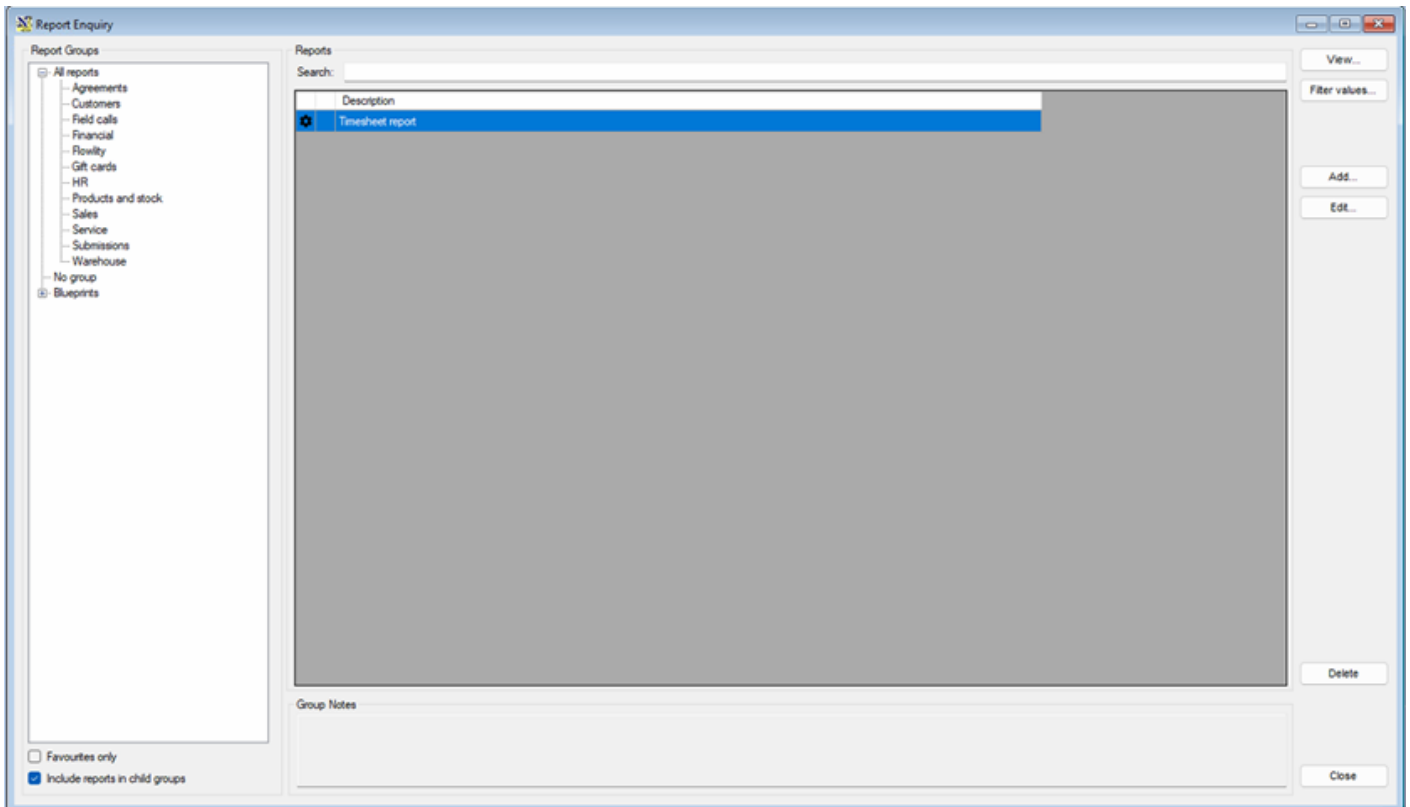 Report Enquiry
Report Groups
All reports
Agreements
Customers
Field calls
Financial
Flowlity
Gift cards
HR
Products and stock
Sales
Service
Submissions
Warehouse
No group
Blueprints
Favourites only
Include reports in child groups
Reports
Search:
Description
Timesheet report
Group Notes
View...
Filter values...
Add...
Edit...
Delete
Close